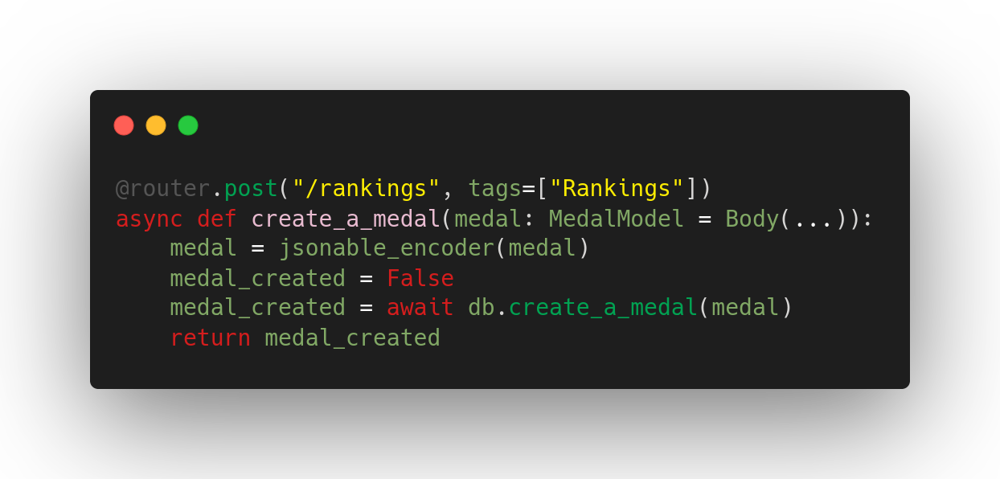 @router.post("/rankings", tags=["Rankings"])
async def create_a_medal(medal: MedalModel = Body(...)):
    medal = jsonable_encoder(medal)
    medal_created = False
    medal_created = await db.create_a_medal(medal)
    return medal_created